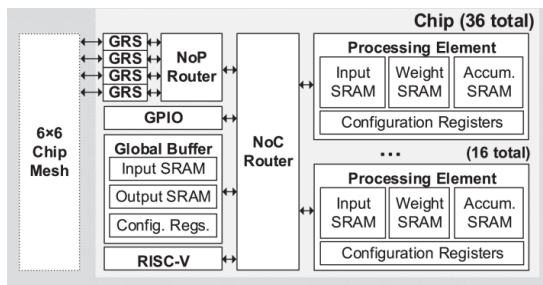 Chip (36 total)
6×6
Chip
Mesh
GRS
GRS
GRS
GRS
NoP
Router
GPIO
Global Buffer
Input SRAM
Output SRAM
Config. Regs.
RISC-V
NoC
Router
Processing Element
Input
SRAM
Weight
SRAM
Accum.
SRAM
Configuration Registers
... (16 total)
Processing Element
Input
SRAM
Weight
SRAM
Accum.
SRAM
Configuration Registers